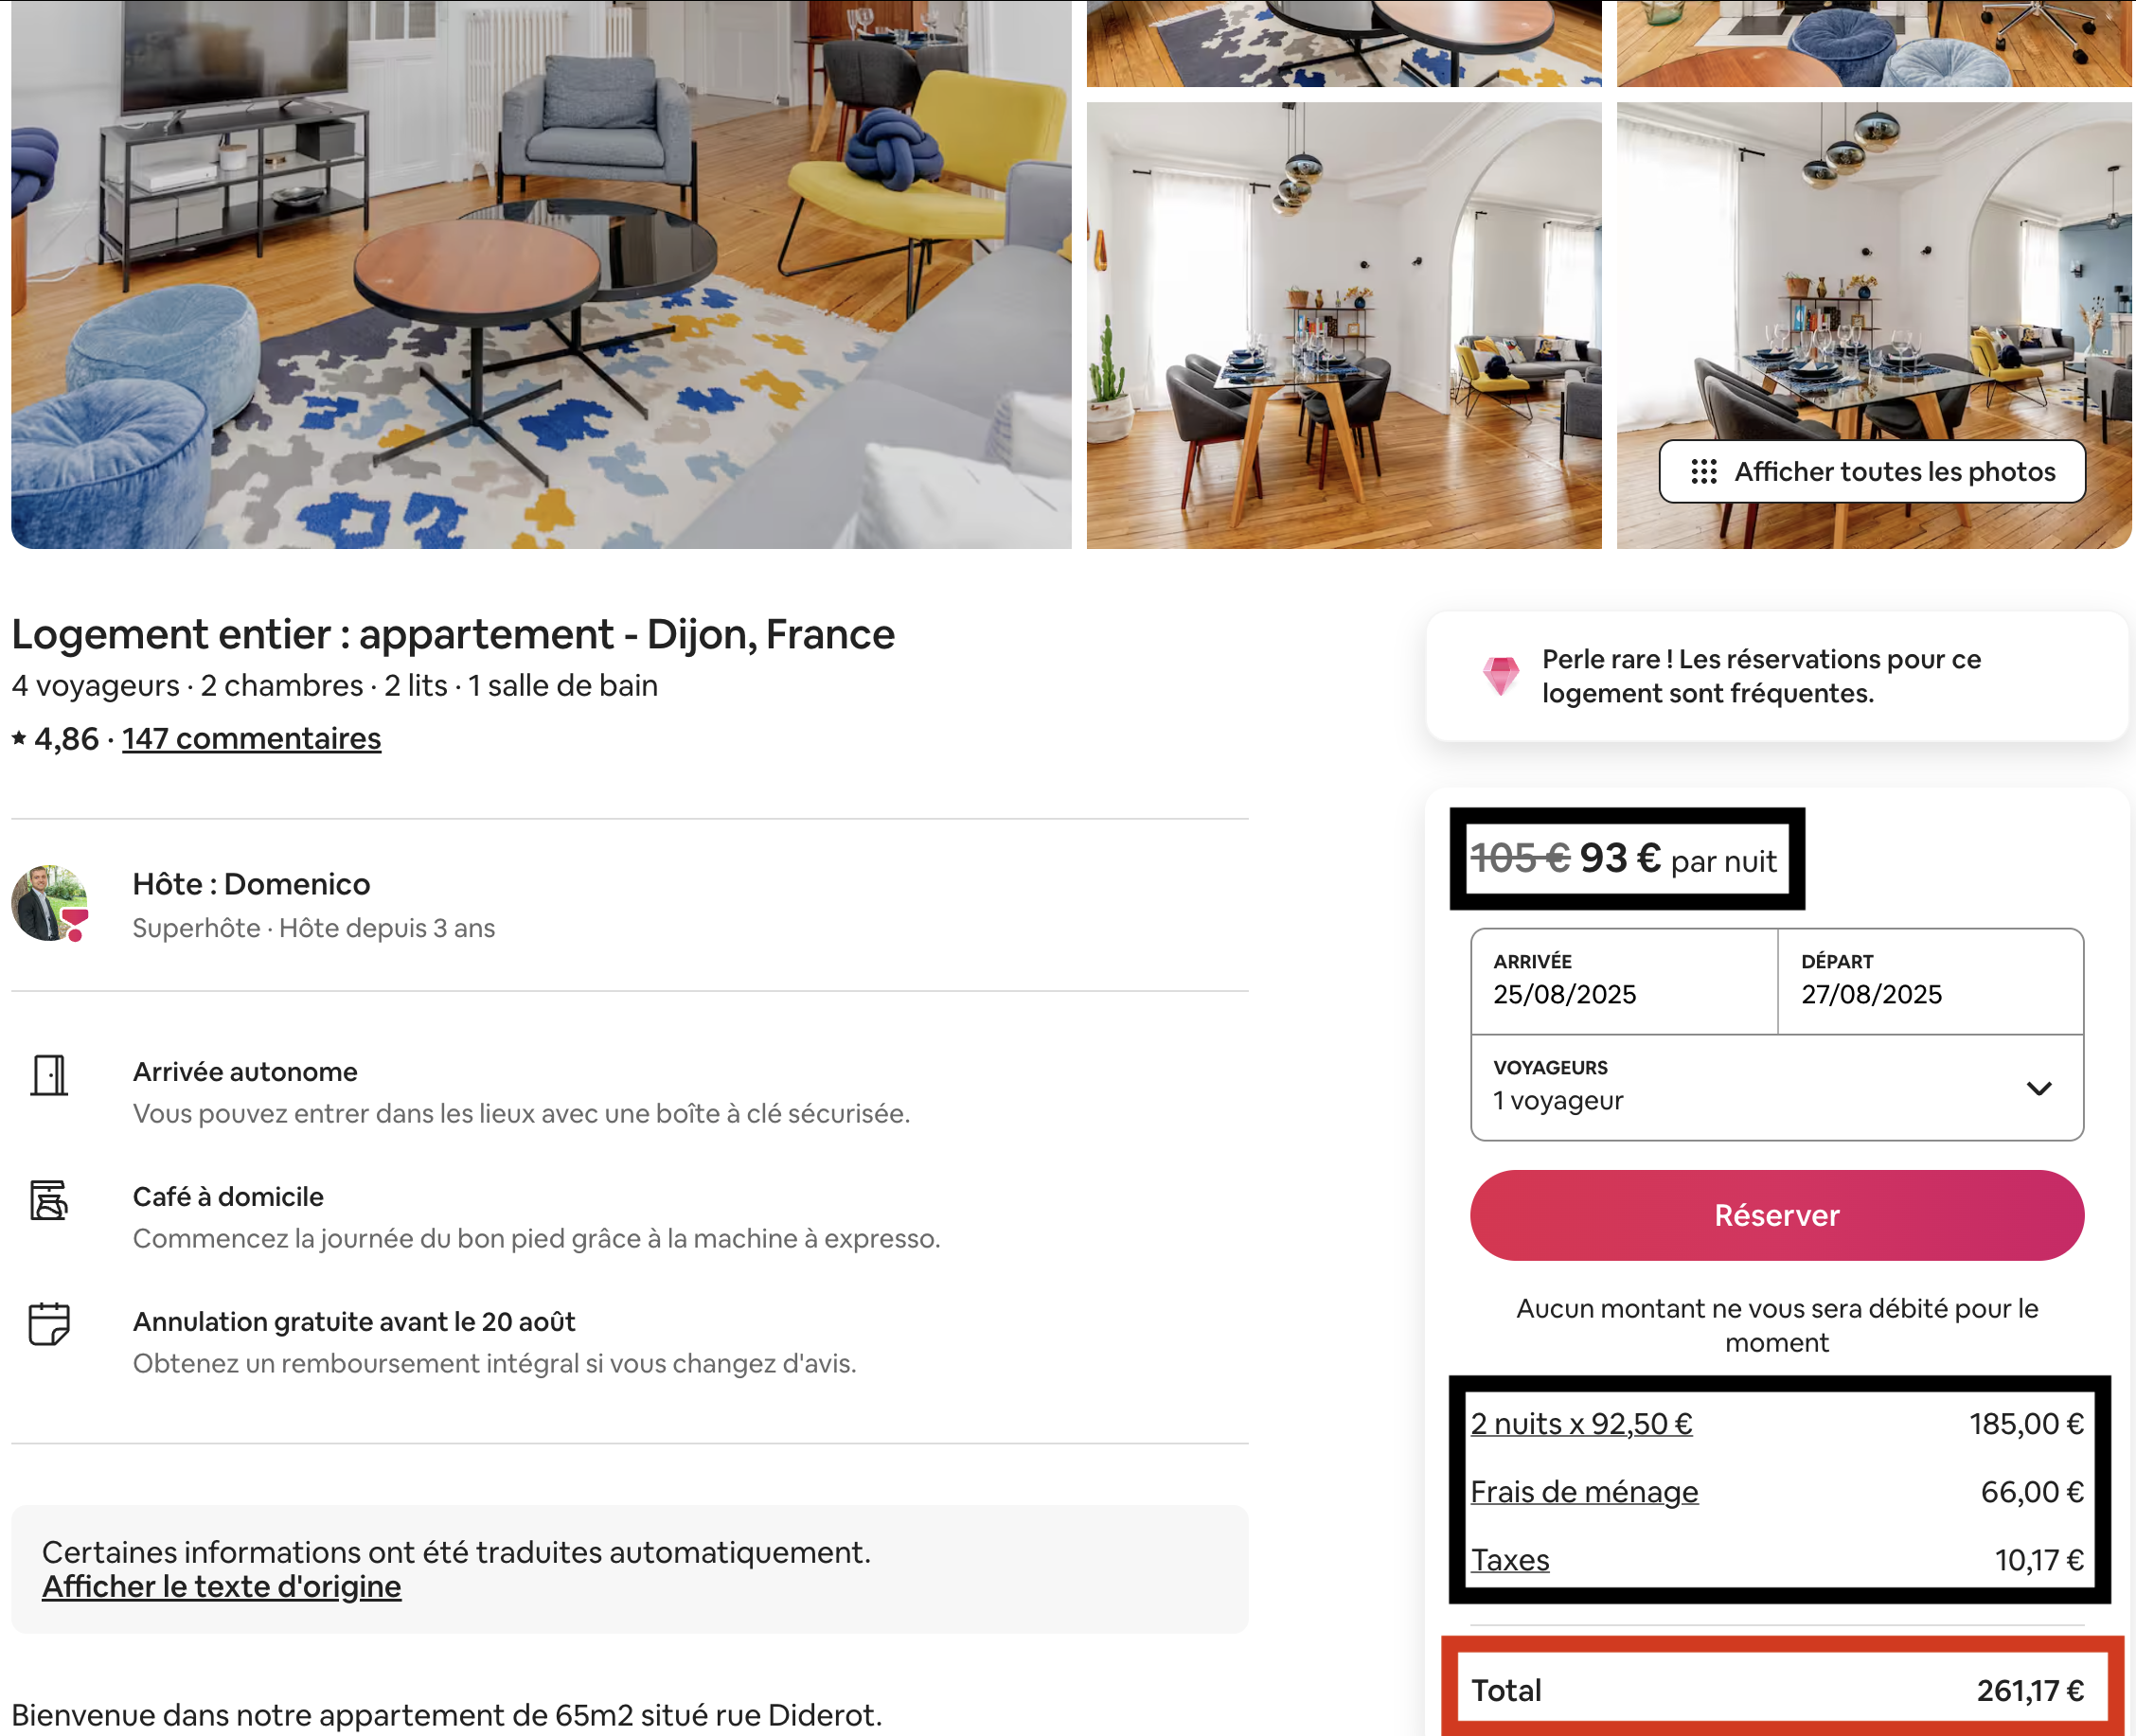 Afficher toutes les photos
Logement entier : appartement - Dijon, France
4 voyageurs · 2 chambres · 2 lits · 1 salle de bain
4,86 · 147 commentaires
Hôte : Domenico
Superhôte · Hôte depuis 3 ans
Arrivée autonome
Vous pouvez entrer dans les lieux avec une boîte à clé sécurisée.
Café à domicile
Commencez la journée du bon pied grâce à la machine à expresso.
Annulation gratuite avant le 20 août
Obtenez un remboursement intégral si vous changez d'avis.
Certaines informations ont été traduites automatiquement.
Afficher le texte d'origine
Bienvenue dans notre appartement de 65m2 situé rue Diderot.
Perle rare ! Les réservations pour ce
logement sont fréquentes.
105 € 93 € par nuit
ARRIVÉE
25/08/2025
DÉPART
27/08/2025
VOYAGEURS
1 voyageur
Réserver
Aucun montant ne vous sera débité pour le
moment
2 nuits x 92,50 € 185,00 €
Frais de ménage 66,00 €
Taxes 10,17 €
Total 261,17 €